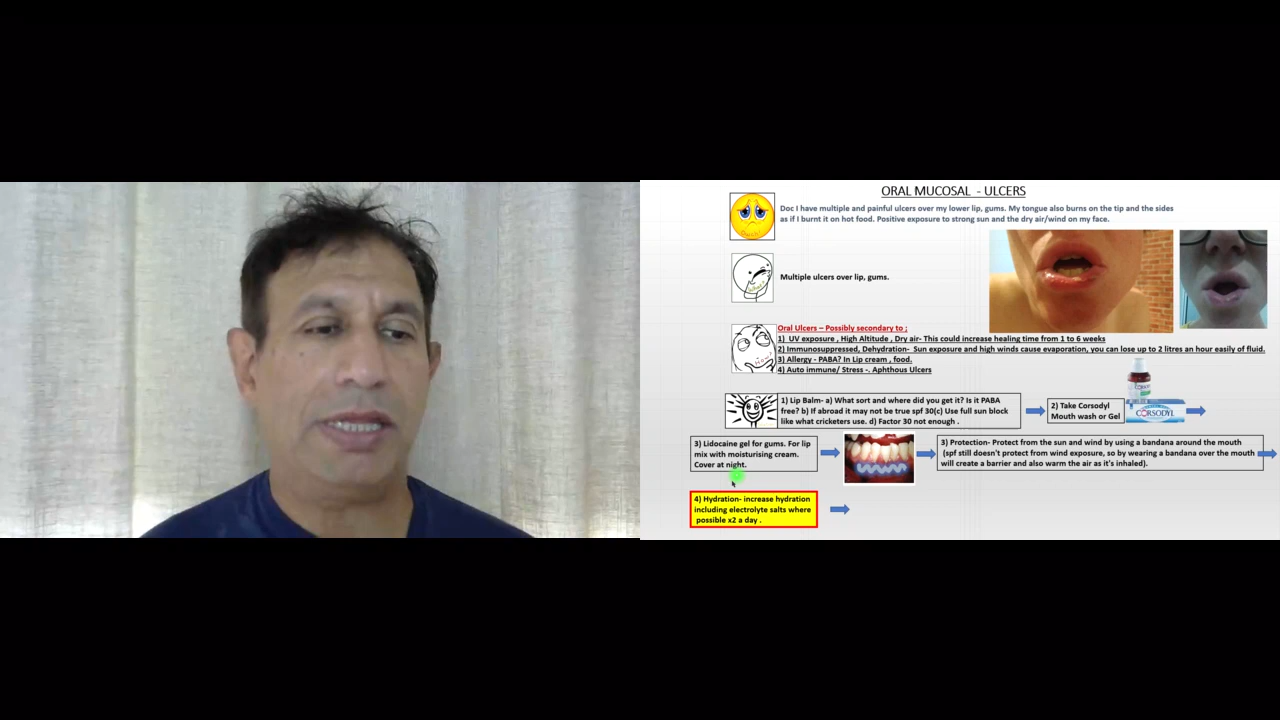 ORAL MUCOSAL - ULCERS
Doc I have multiple and painful ulcers over my lower lip, gums. My tongue also burns on the tip and the sides
as if I burnt it on hot food. Positive exposure to strong sun and the dry air/wind on my face.
Multiple ulcers over lip, gums.
Oral Ulcers – Possibly secondary to ;
1) UV exposure , High Altitude , Dry air- This could increase healing time from 1 to 6 weeks
2) Immunosuppressed, Dehydration- Sun exposure and high winds cause evaporation, you can lose up to 2 litres an hour easily of fluid.
3) Allergy - PABA? In Lip cream , food.
4) Auto immune/ Stress -. Aphthous Ulcers
1) Lip Balm- a) What sort and where did you get it? Is it PABA
free? b) If abroad it may not be true spf 30(c) Use full sun block
like what cricketers use. d) Factor 30 not enough .
2) Take Corsodyl
Mouth wash or Gel
CORSODYL
3) Lidocaine gel for gums. For lip
mix with moisturising cream.
Cover at night.
3) Protection- Protect from the sun and wind by using a bandana around the mouth
(spf still doesn't protect from wind exposure, so by wearing a bandana over the mouth
will create a barrier and also warm the air as it's inhaled).
4) Hydration- increase hydration
including electrolyte salts where
possible x2 a day .